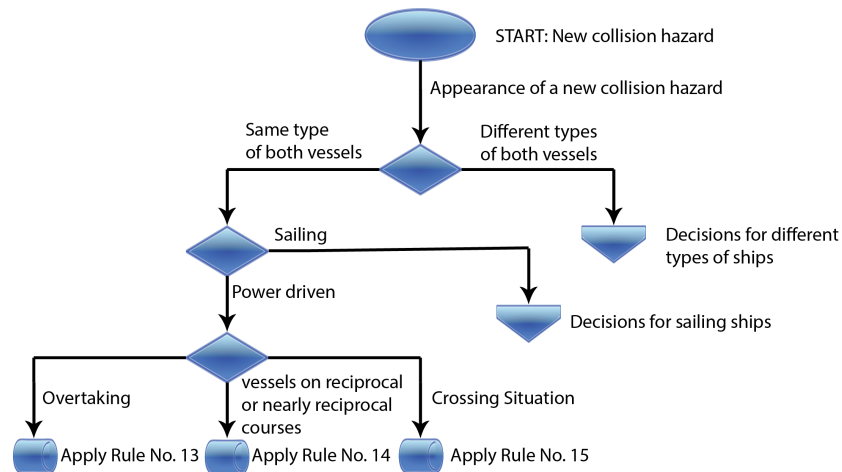 START: New collision hazard
Appearance of a new collision hazard
Same type
of both vessels
Different types
of both vessels
Sailing
Decisions for different
types of ships
Power driven
Decisions for sailing ships
Overtaking
vessels on reciprocal
or nearly reciprocal
courses
Crossing Situation
Apply Rule No. 13
Apply Rule No. 14
Apply Rule No. 15